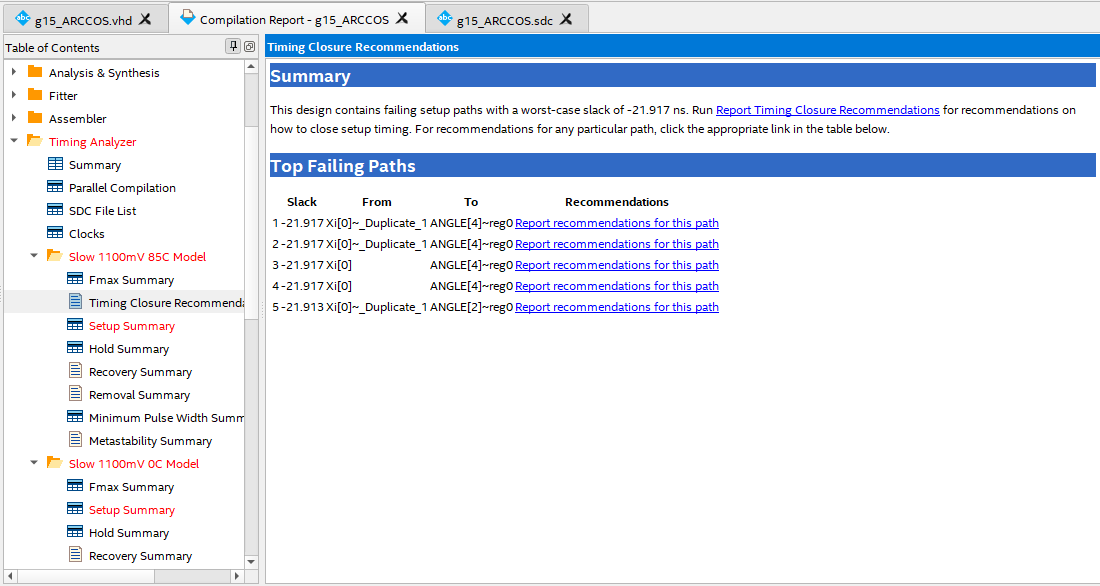 g15_ARCCOS.vhd
Compilation Report - g15_ARCCOS
g15_ARCCOS.sdc
Table of Contents
Analysis & Synthesis
Fitter
Assembler
Timing Analyzer
Summary
Parallel Compilation
SDC File List
Clocks
Slow 1100mV 85C Model
Fmax Summary
Timing Closure Recommenda
Setup Summary
Hold Summary
Recovery Summary
Removal Summary
Minimum Pulse Width Summ
Metastability Summary
Slow 1100mV 0C Model
Fmax Summary
Setup Summary
Hold Summary
Recovery Summary
Timing Closure Recommendations
Summary
This design contains failing setup paths with a worst-case slack of -21.917 ns. Run Report Timing Closure Recommendations for recommendations on
how to close setup timing. For recommendations for any particular path, click the appropriate link in the table below.
Top Failing Paths
Slack From To Recommendations
1 -21.917 Xi[0]~_Duplicate_1 ANGLE[4]~reg0 Report recommendations for this path
2 -21.917 Xi[0]~_Duplicate_1 ANGLE[4]~reg0 Report recommendations for this path
3 -21.917 Xi[0] ANGLE[4]~reg0 Report recommendations for this path
4 -21.917 Xi[0] ANGLE[4]~reg0 Report recommendations for this path
5 -21.913 Xi[0]~_Duplicate_1 ANGLE[2]~reg0 Report recommendations for this path